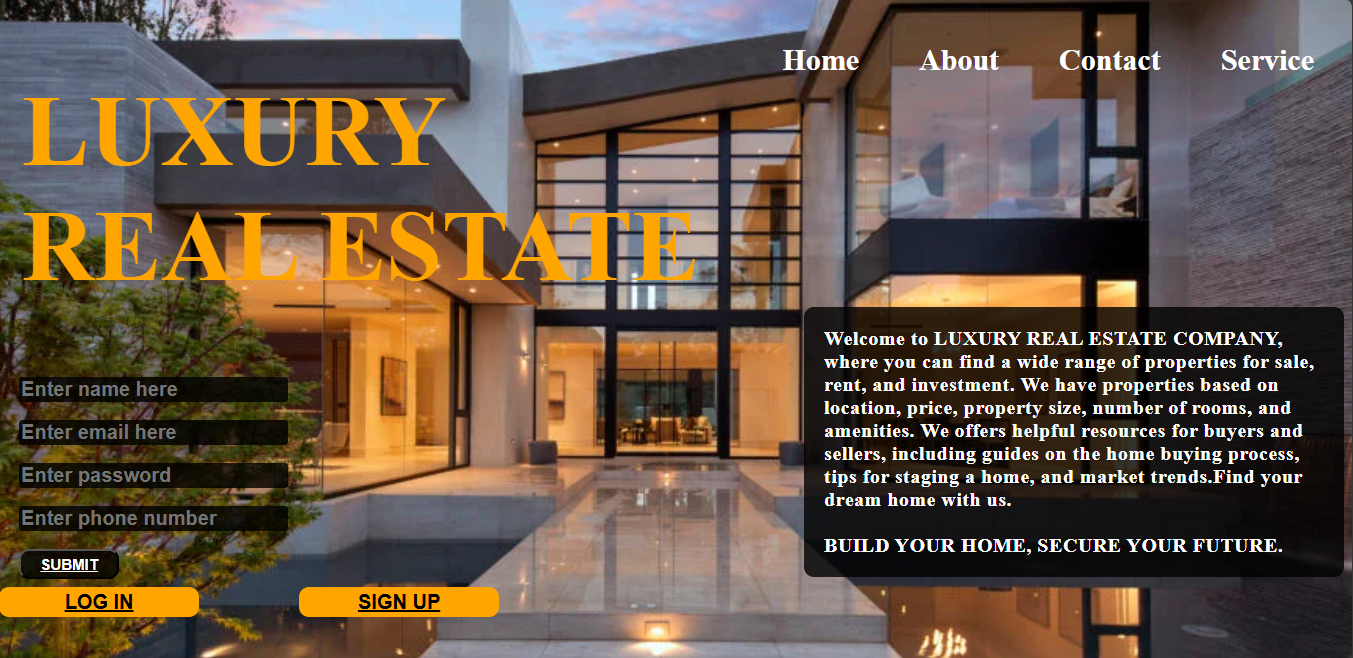 Home About Contact Service
LUXURY
REAL ESTATE
Welcome to LUXURY REAL ESTATE COMPANY,
where you can find a wide range of properties for sale,
rent, and investment. We have properties based on
location, price, property size, number of rooms, and
amenities. We offers helpful resources for buyers and
sellers, including guides on the home buying process,
tips for staging a home, and market trends.Find your
dream home with us.
BUILD YOUR HOME, SECURE YOUR FUTURE.
Enter name here
Enter email here
Enter password
Enter phone number
SUBMIT
LOG IN SIGN UP